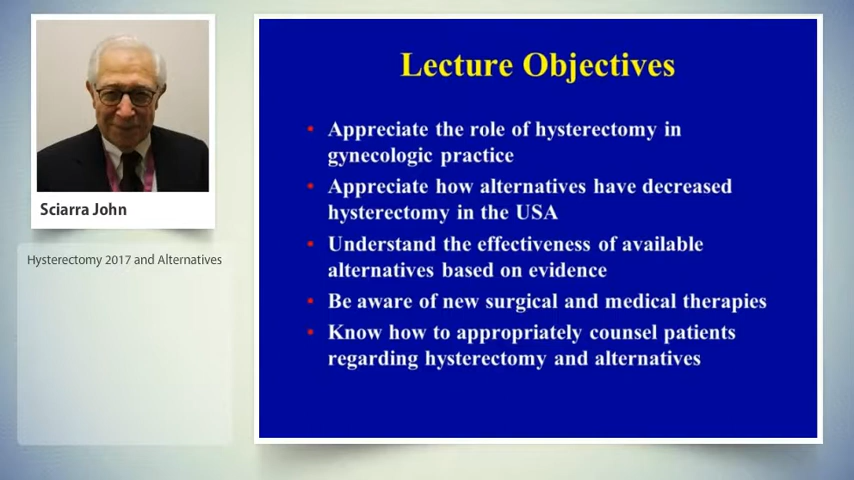 Sciarra John
Hysterectomy 2017 and Alternatives
Lecture Objectives
• Appreciate the role of hysterectomy in
gynecologic practice
• Appreciate how alternatives have decreased
hysterectomy in the USA
• Understand the effectiveness of available
alternatives based on evidence
• Be aware of new surgical and medical therapies
• Know how to appropriately counsel patients
regarding hysterectomy and alternatives